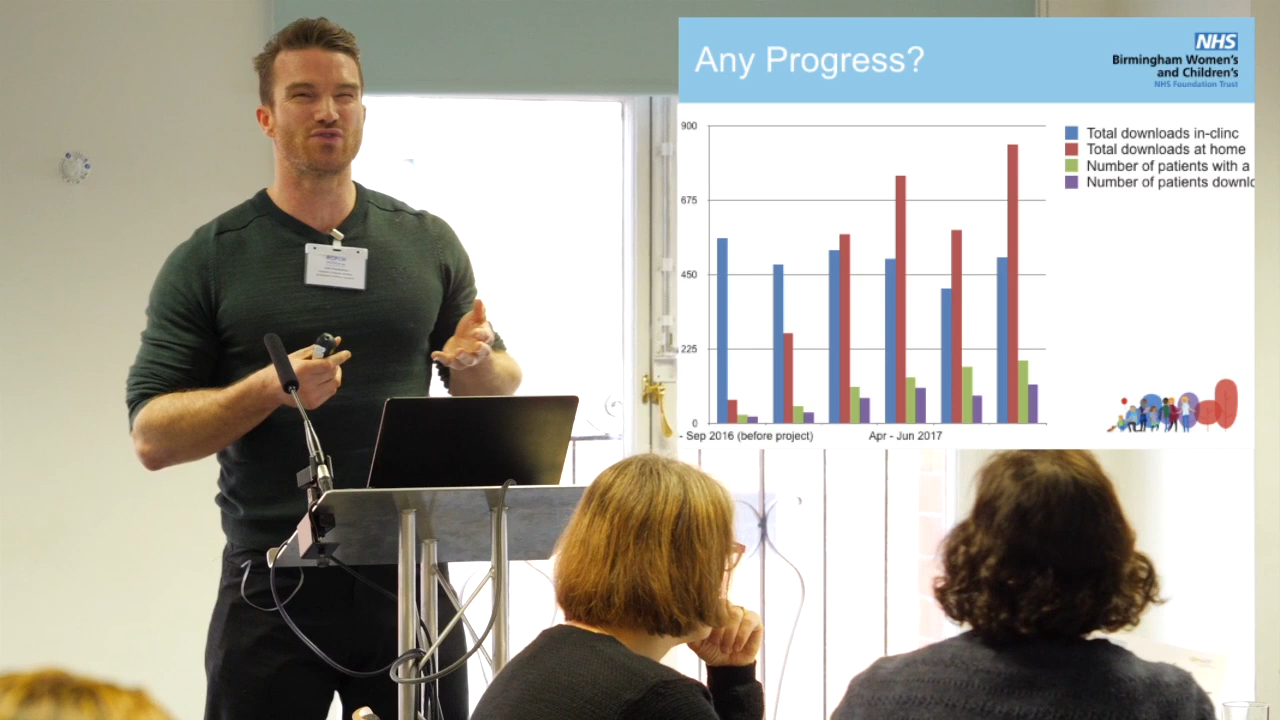 Any Progress?
NHS
Birmingham Women's
and Children's
NHS Foundation Trust
900
675
450
225
0
Total downloads in-clinc
Total downloads at home
Number of patients with a
Number of patients downlo
- Sep 2016 (before project)
Apr - Jun 2017